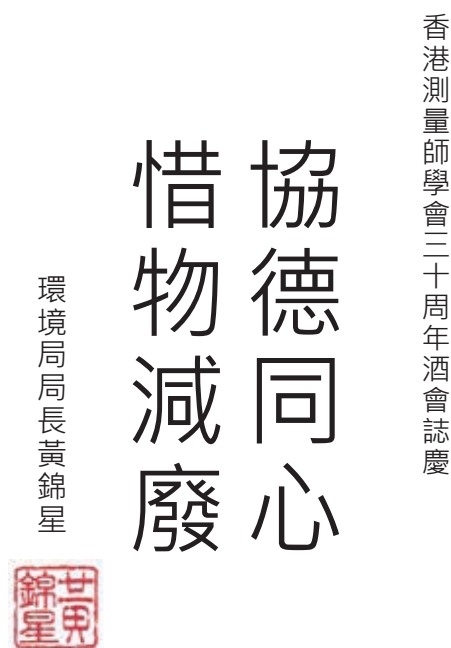 香港測量師學會三十周年酒會誌慶
協德同心
惜物減廢
環境局局長黃錦星
黃錦星